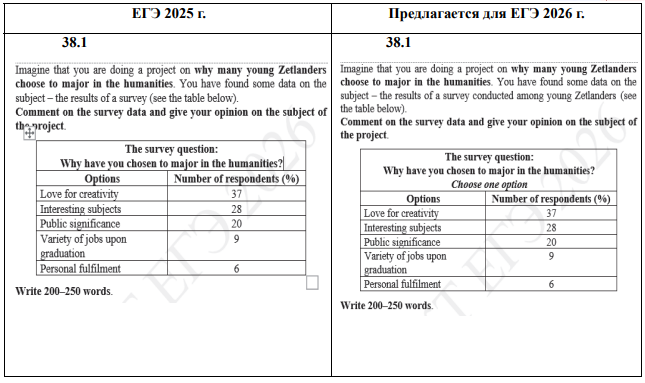 ЕГЭ 2025 г.
38.1
Imagine that you are doing a project on why many young Zetlanders
choose to major in the humanities. You have found some data on the
subject – the results of a survey (see the table below).
Comment on the survey data and give your opinion on the subject of
the project.
The survey question:
Why have you chosen to major in the humanities?
Options Number of respondents (%)
Love for creativity 37
Interesting subjects 28
Public significance 20
Variety of jobs upon 9
graduation
Personal fulfilment 6
Write 200–250 words.
Предлагается для ЕГЭ 2026 г.
38.1
Imagine that you are doing a project on why many young Zetlanders
choose to major in the humanities. You have found some data on the
subject – the results of a survey conducted among young Zetlanders (see
the table below).
Comment on the survey data and give your opinion on the subject of
the project.
The survey question:
Why have you chosen to major in the humanities?
Choose one option
Options Number of respondents (%)
Love for creativity 37
Interesting subjects 28
Public significance 20
Variety of jobs upon 9
graduation
Personal fulfilment 6
Write 200–250 words.
ЕГЭ 2026
ЕГЭ 2026